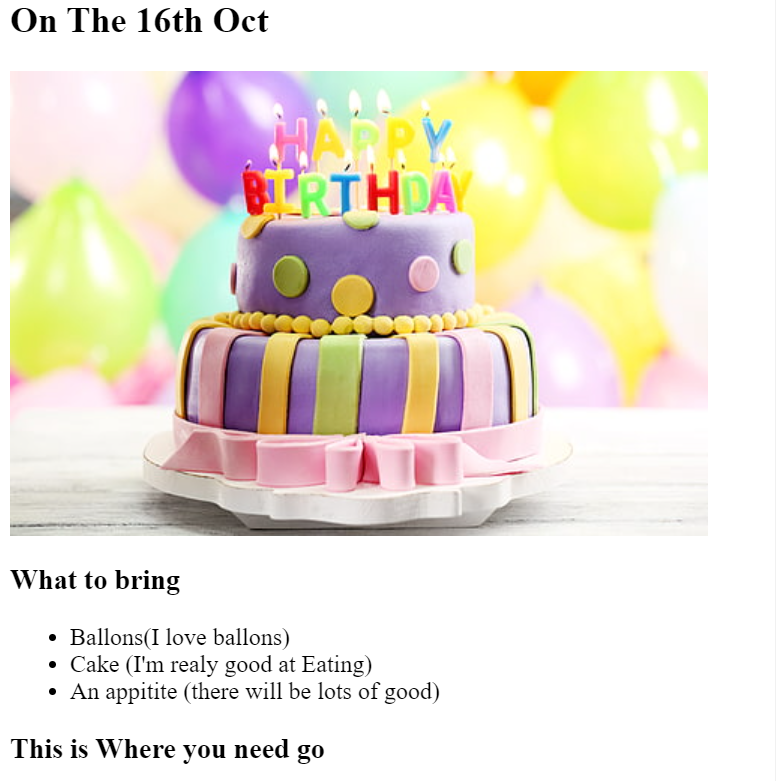 On The 16th Oct
HAPPY
BIRTHDAY
What to bring
Ballons(I love ballons)
Cake (I'm realy good at Eating)
An appitite (there will be lots of good)
This is Where you need go